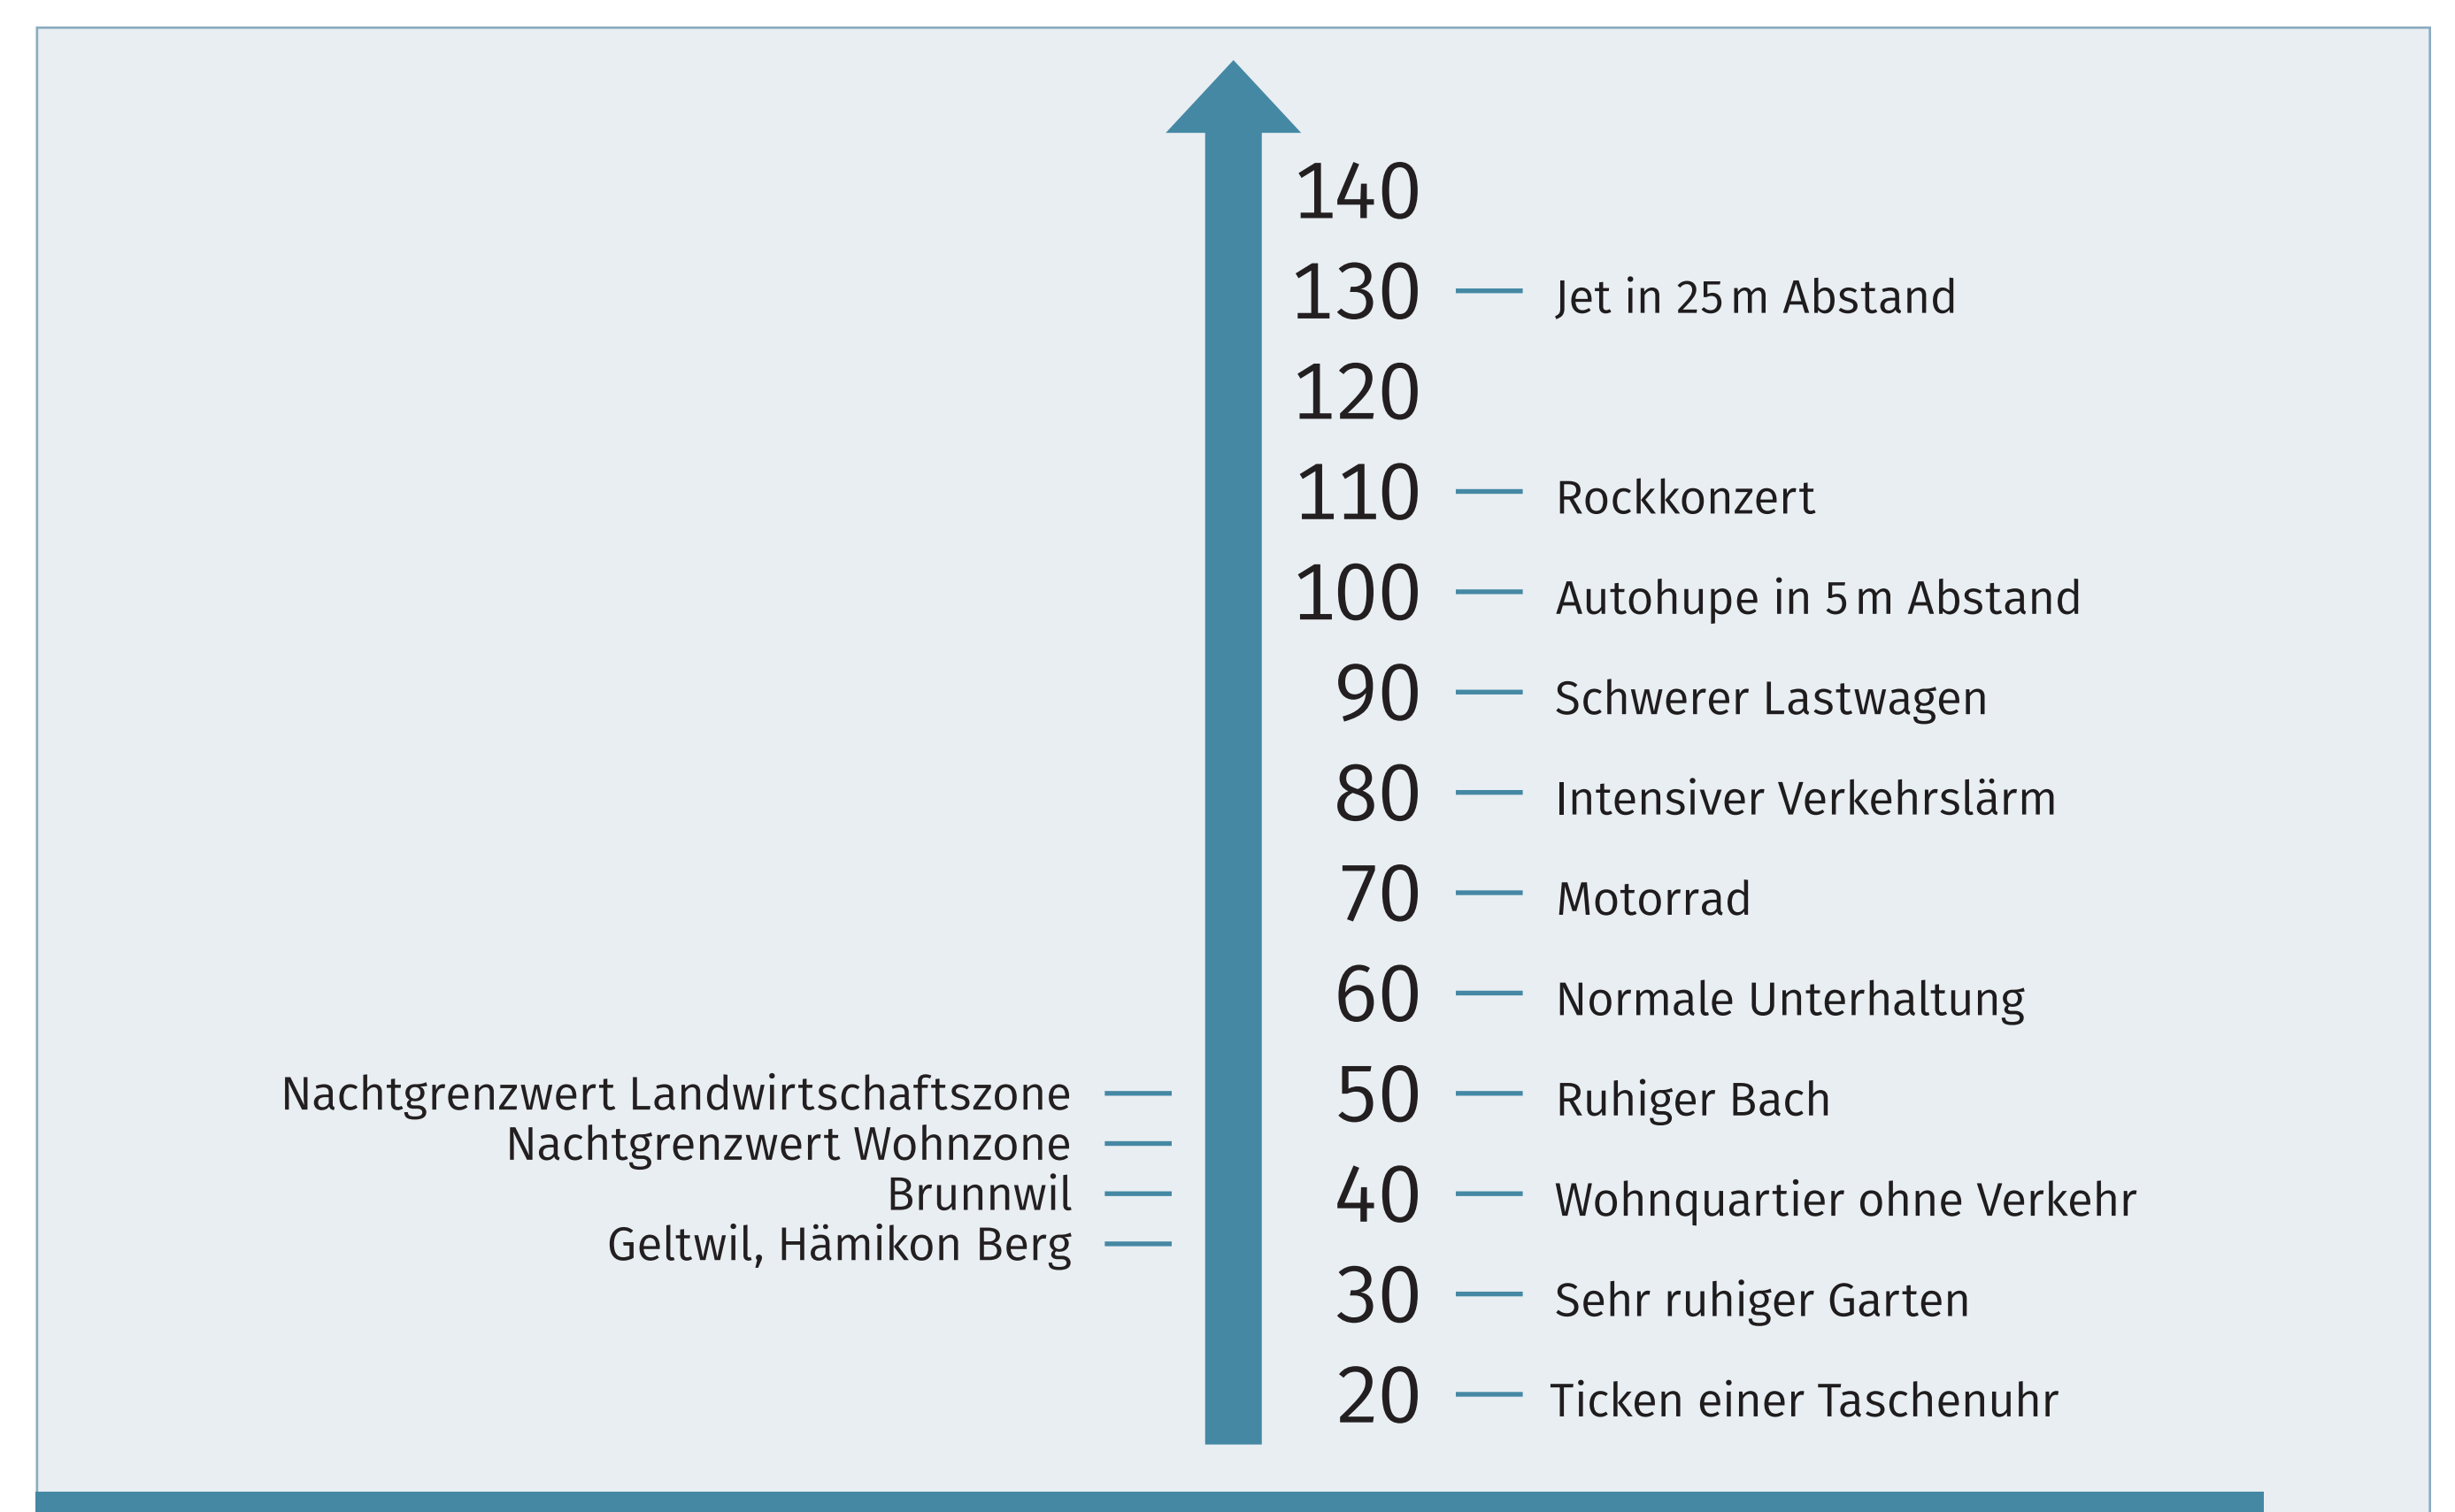 140
130 Jet in 25 m Abstand
120
110 Rockkonzert
100 Autohupe in 5 m Abstand
90 Schwerer Lastwagen
80 Intensiver Verkehrslärm
70 Motorrad
60 Normale Unterhaltung
Nachtgrenzwert Landwirtschaftszone 50 Ruhiger Bach
Nachtgrenzwert Wohnzone
Brunnwil 40 Wohnquartier ohne Verkehr
Geltwil, Hämikon Berg
30 Sehr ruhiger Garten
20 Ticken einer Taschenuhr